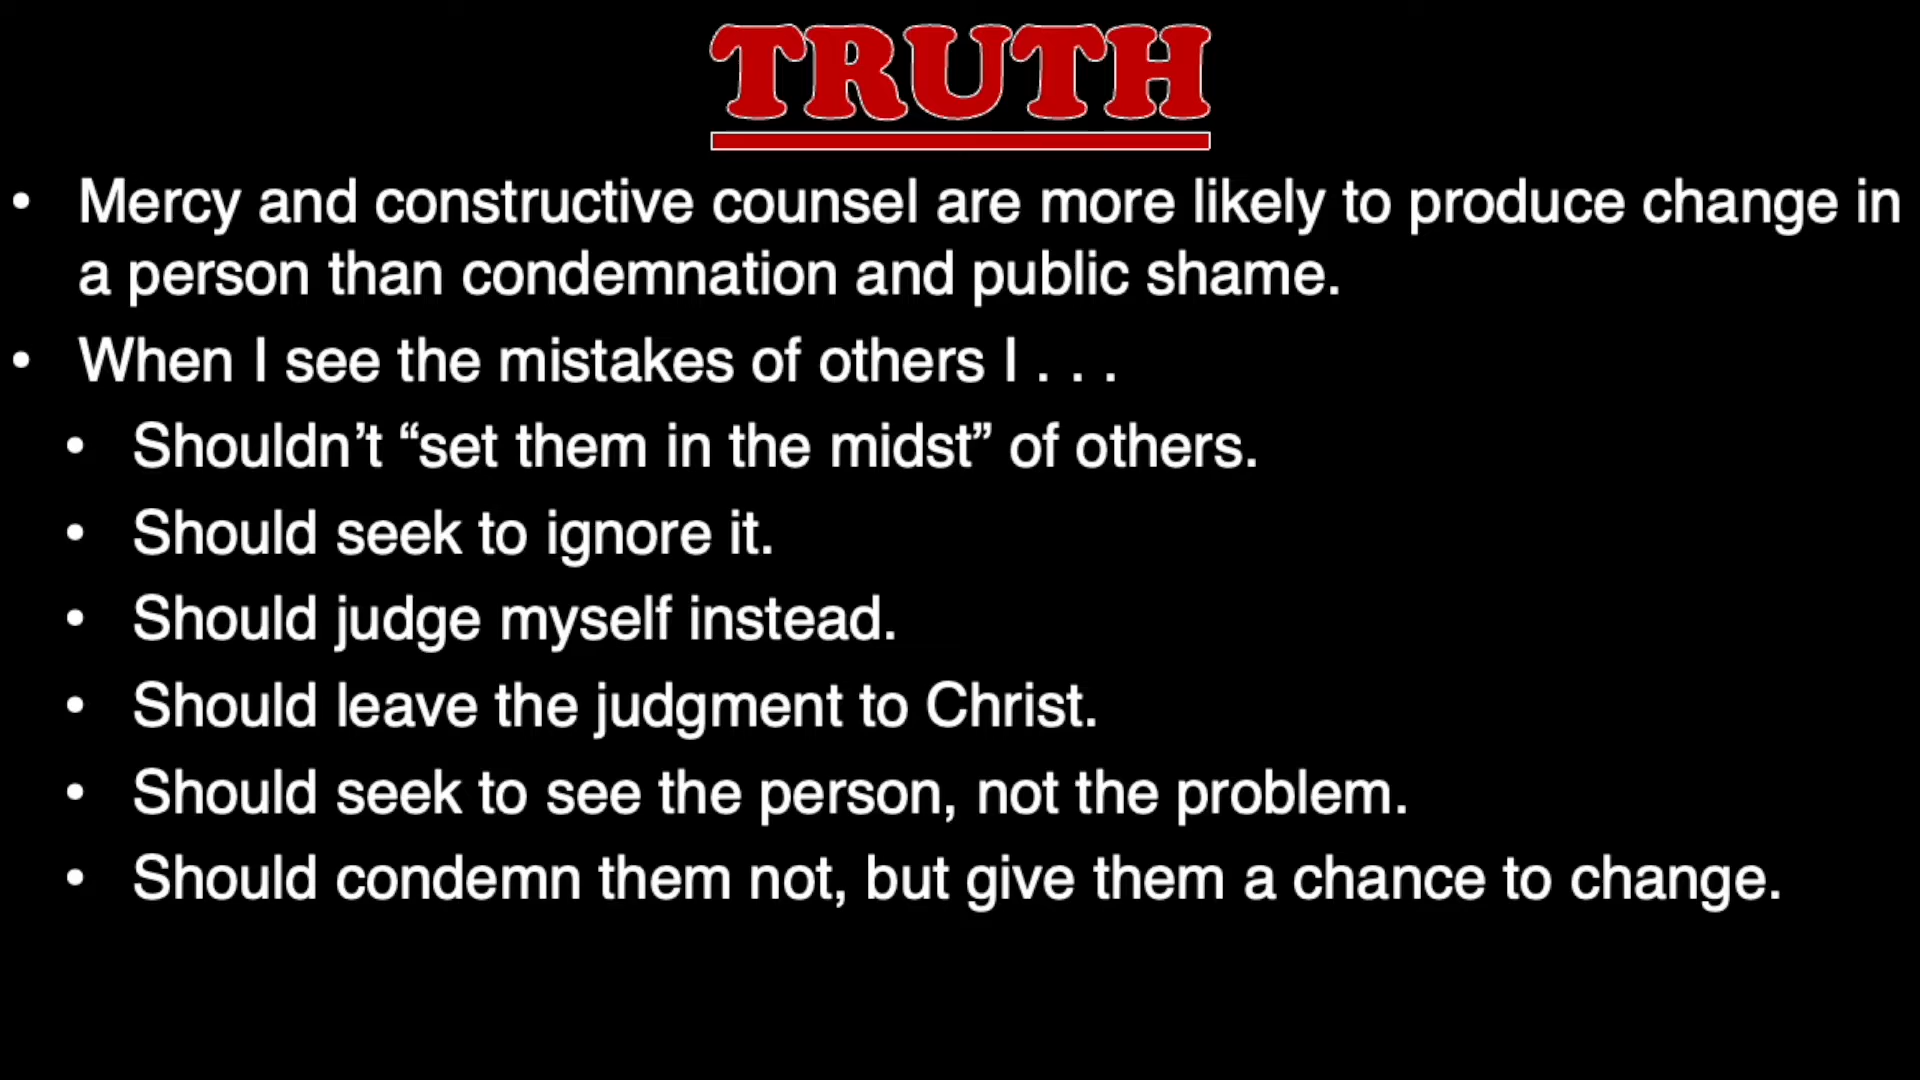 TRUTH
• Mercy and constructive counsel are more likely to produce change in
a person than condemnation and public shame.
• When I see the mistakes of others I . . .
• Shouldn’t “set them in the midst” of others.
• Should seek to ignore it.
• Should judge myself instead.
• Should leave the judgment to Christ.
• Should seek to see the person, not the problem.
• Should condemn them not, but give them a chance to change.